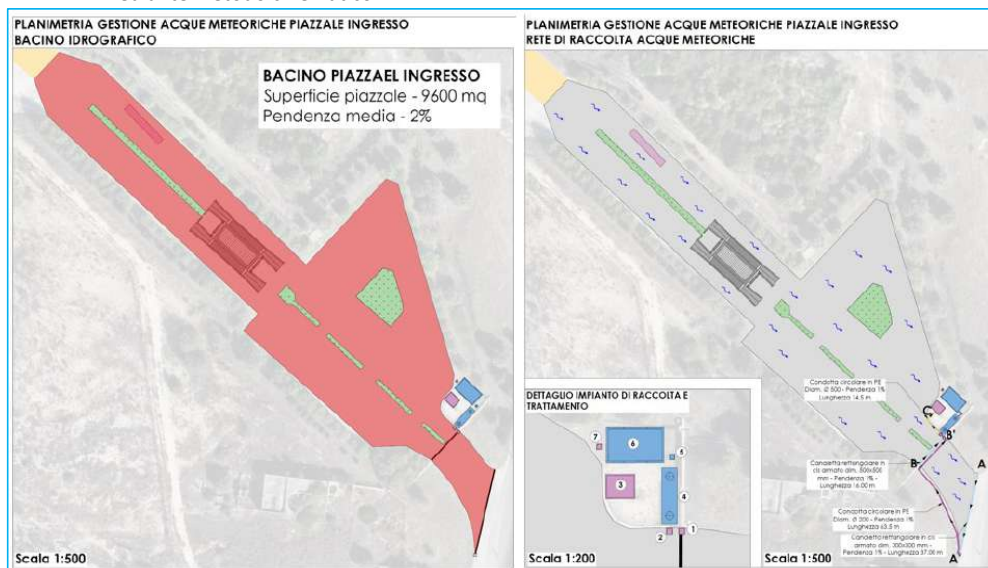 PLANIMETRIA GESTIONE ACQUE METEORICHE PIAZZALE INGRESSO
BACINO IDROGRAFICO
BACINO PIAZZAEL INGRESSO
Superficie piazzale - 9600 mq
Pendenza media - 2%
Scala 1:500
PLANIMETRIA GESTIONE ACQUE METEORICHE PIAZZALE INGRESSO
RETE DI RACCOLTA ACQUE METEORICHE
Condotta circolare in PE
Diam. Ø 500 - Pendenza 1%
Lunghezza 14,5 m
C
B'
B
A
Canaletta rettangolare in
cls armato dim. 500x500
mm - Pendenza 1% -
Lunghezza 16,00 m
Condotta circolare in PE
Diam. Ø 200 - Pendenza 1%
Lunghezza 63,5 m
Canaletta rettangolare in cls
armato dim. 300x300 mm -
Pendenza 1% - Lunghezza 37,00 m
A'
DETTAGLIO IMPIANTO DI RACCOLTA E
TRATTAMENTO
7
6
5
3
4
2
1
Scala 1:200
Scala 1:500